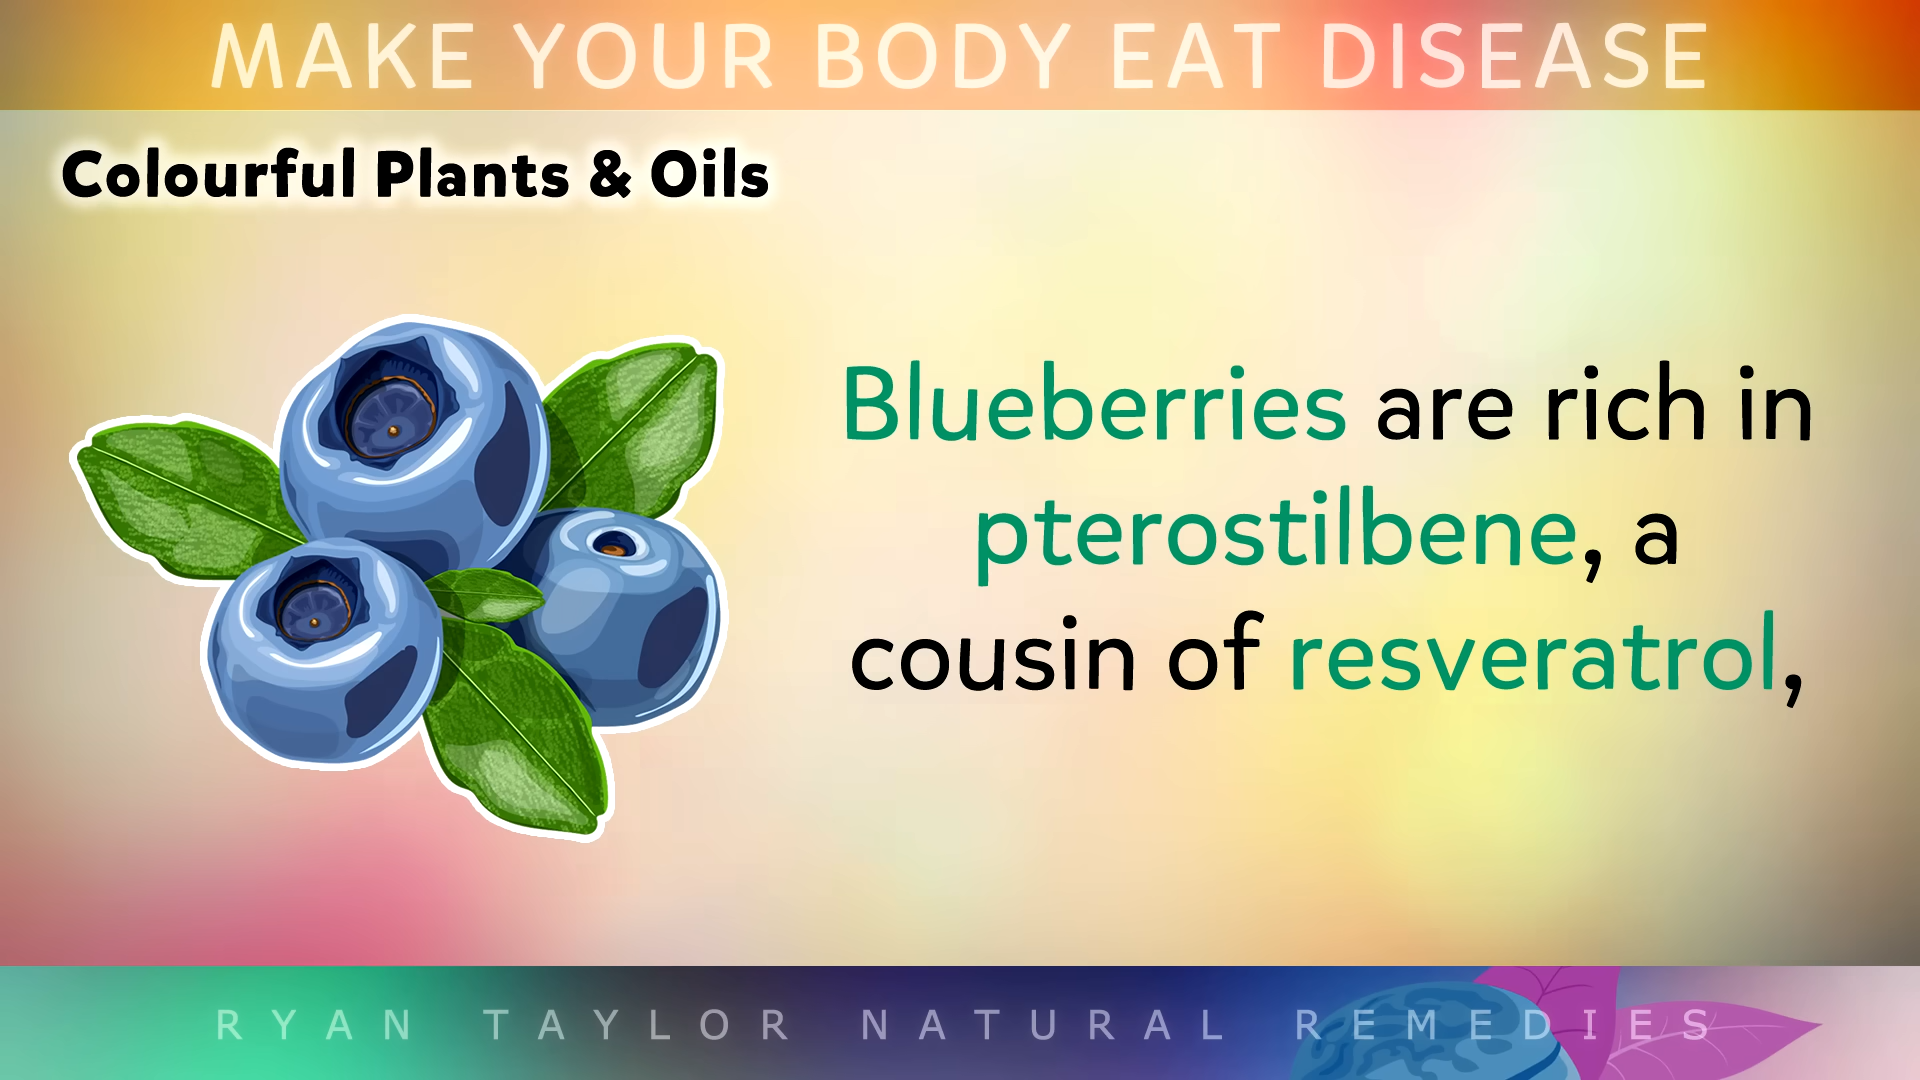 MAKE YOUR BODY EAT DISEASE
Colourful Plants & Oils
Blueberries are rich in
pterostilbene, a
cousin of resveratrol,
RYAN TAYLOR NATURAL REMEDIES